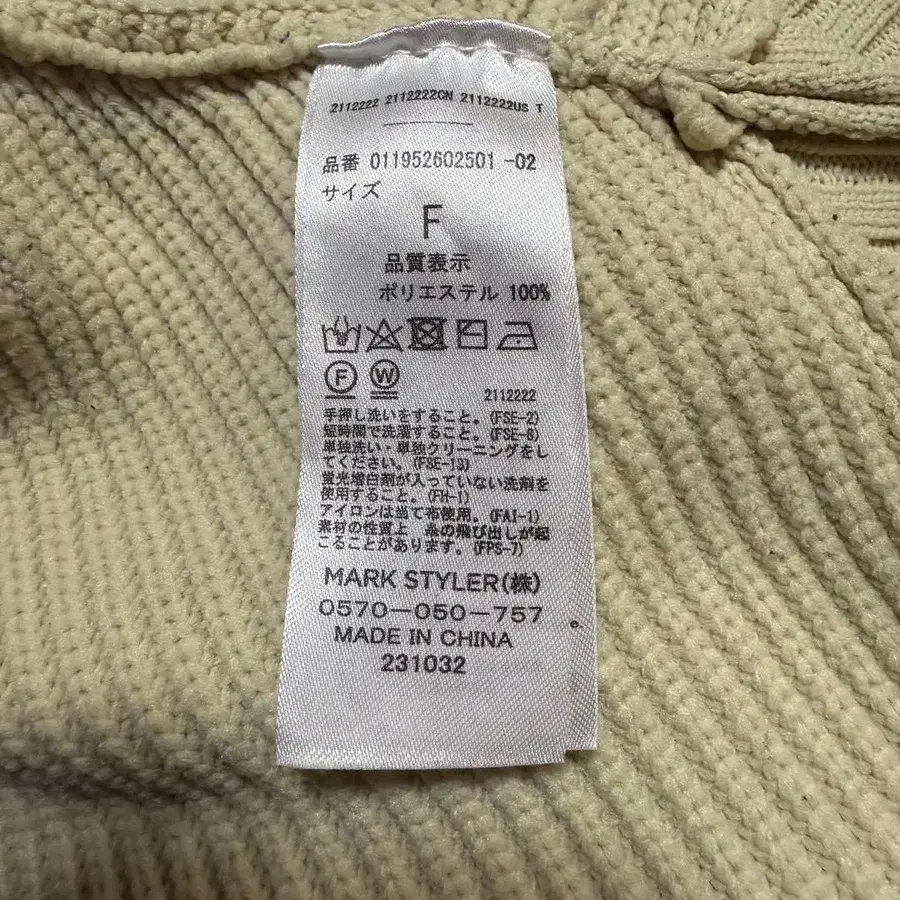 2112222 2112222CN 2112222US T
品番 011952602501 -02
サイズ
F
品質表示
ポリエステル 100%
F W
2112222
手押し洗いをすること。(FSE-2)
短時間で洗濯すること。(FSE-8)
単独洗い・単独クリーニングをし
てください。(FSE-13)
蛍光増白剤が入っていない洗剤を
使用すること。(FH-1)
アイロンは当て布使用。(FAI-1)
素材の性質上 糸の飛び出しが起
こることがあります。(FPS-7)
MARK STYLER(株)
0570-050-757
MADE IN CHINA
231032